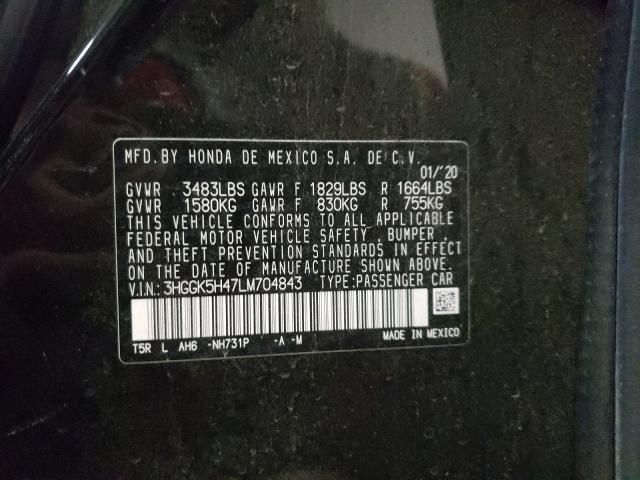 MFD. BY HONDA DE MEXICO S.A. DE C.V.
01/'20
GVWR 3483LBS GAWR F 1829LBS R 1664LBS
GVWR 1580KG GAWR F 830KG R 755KG
THIS VEHICLE CONFORMS TO ALL APPLICABLE
FEDERAL MOTOR VEHICLE SAFETY, BUMPER,
AND THEFT PREVENTION STANDARDS IN EFFECT
ON THE DATE OF MANUFACTURE SHOWN ABOVE.
V.I.N.: 3HGGK5H47LM704843 TYPE:PASSENGER CAR
T5R L AH6 -NH731P -A -M MADE IN MEXICO